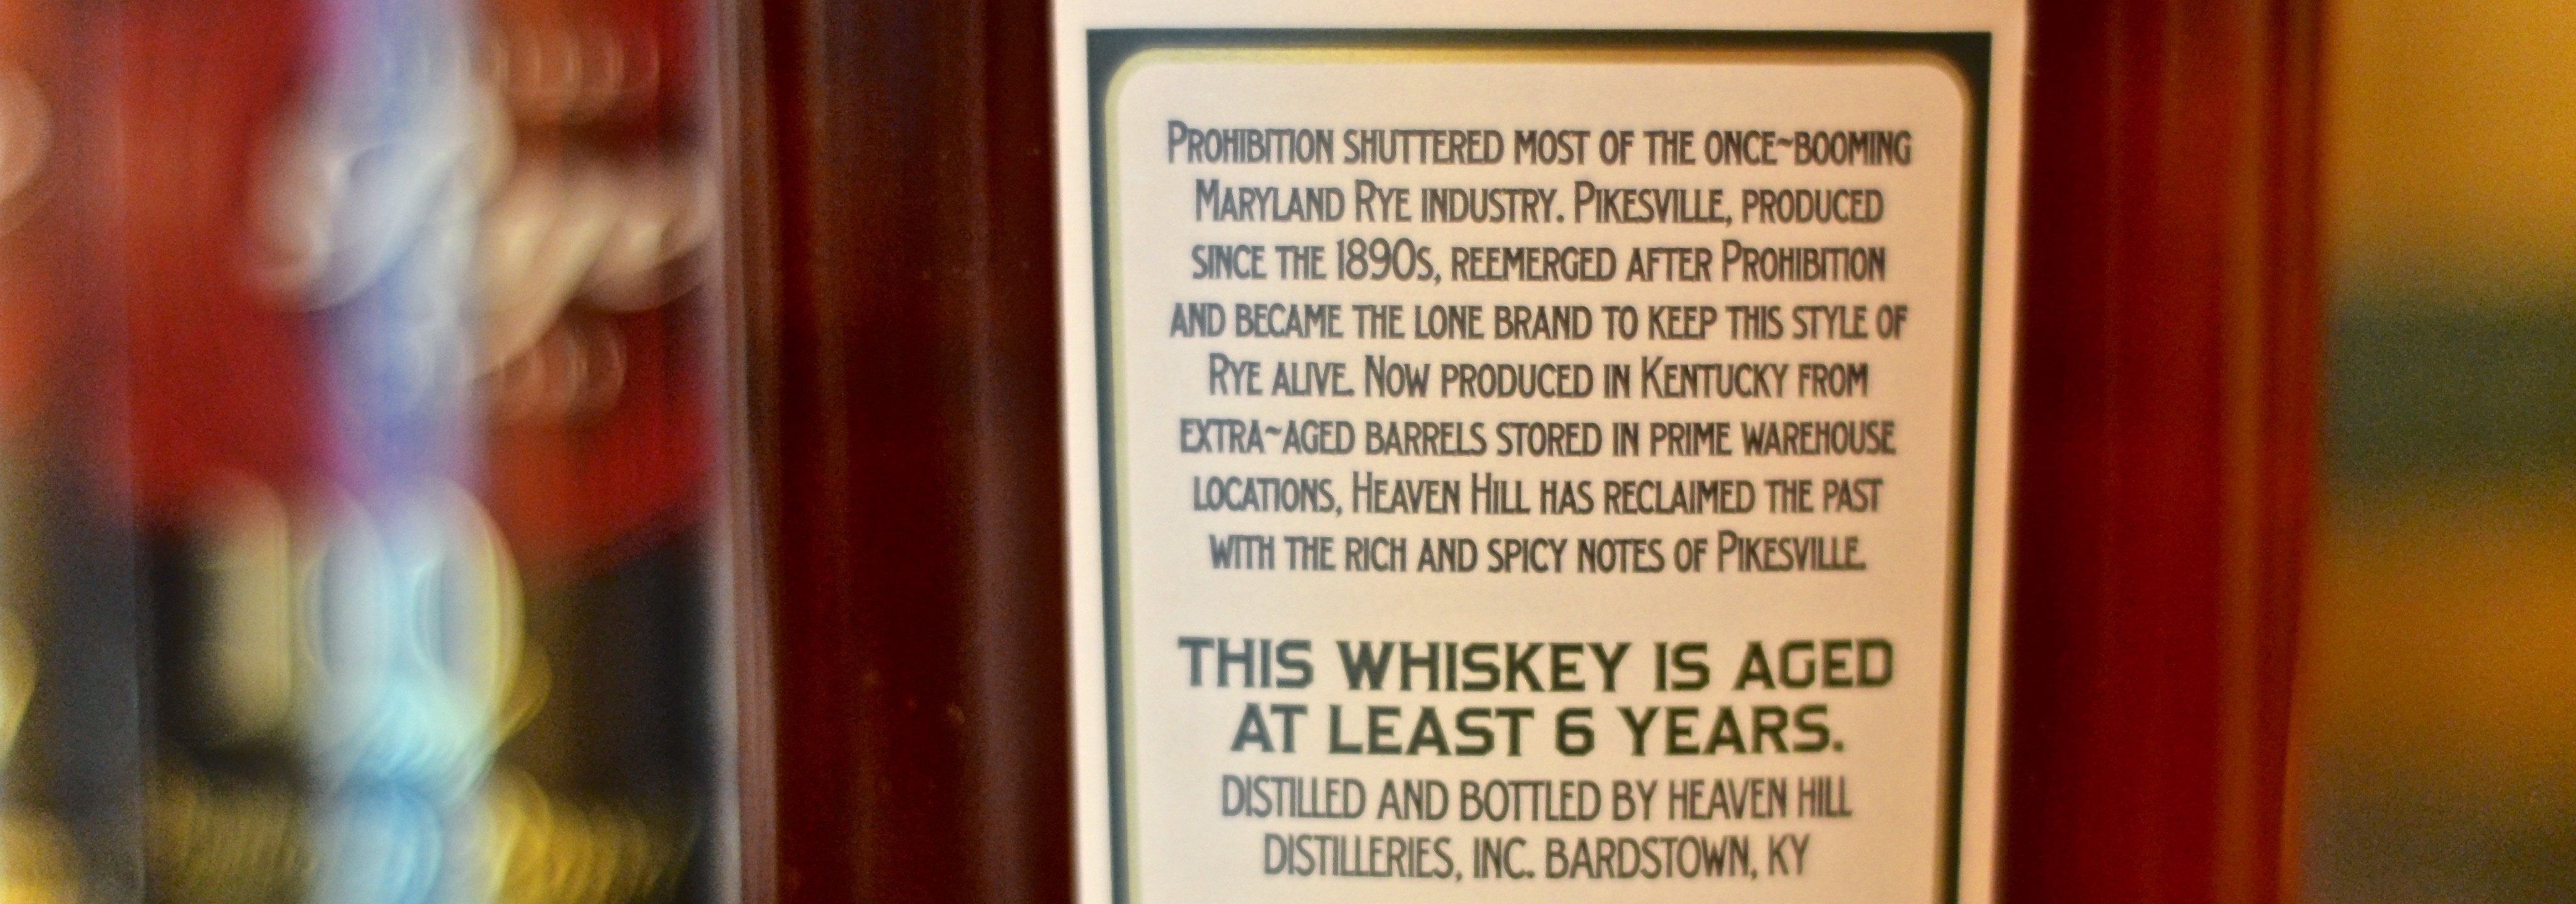 PROHIBITION SHUTTERED MOST OF THE ONCE~BOOMING
MARYLAND RYE INDUSTRY. PIKESVILLE, PRODUCED
SINCE THE 1890S, REEMERGED AFTER PROHIBITION
AND BECAME THE LONE BRAND TO KEEP THIS STYLE OF
RYE ALIVE. NOW PRODUCED IN KENTUCKY FROM
EXTRA~AGED BARRELS STORED IN PRIME WAREHOUSE
LOCATIONS, HEAVEN HILL HAS RECLAIMED THE PAST
WITH THE RICH AND SPICY NOTES OF PIKESVILLE.
THIS WHISKEY IS AGED
AT LEAST 6 YEARS.
DISTILLED AND BOTTLED BY HEAVEN HILL
DISTILLERIES, INC. BARDSTOWN, KY
100